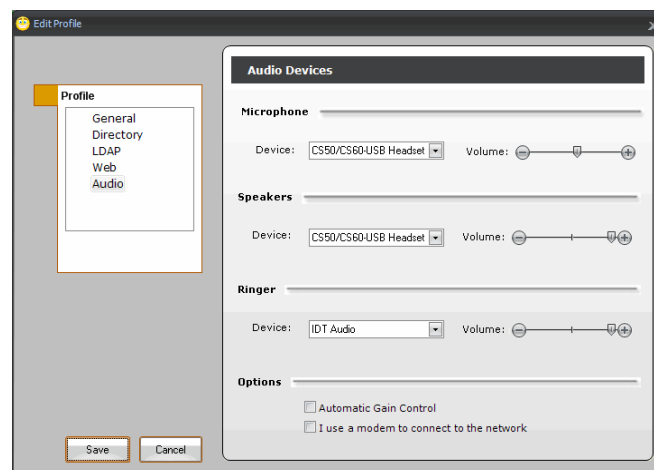 Edit Profile
Profile
General
Directory
LDAP
Web
Audio
Audio Devices
Microphone
Device: CS50/CS60-USB Headset Volume:
Speakers
Device: CS50/CS60-USB Headset Volume:
Ringer
Device: IDT Audio Volume:
Options
Automatic Gain Control
I use a modem to connect to the network
Save Cancel